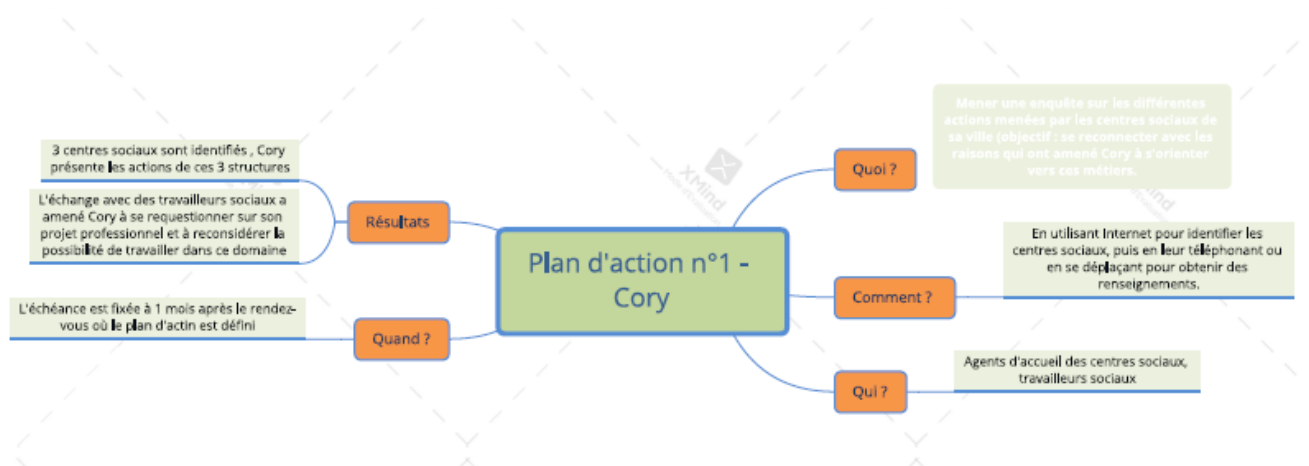 Plan d'action n°1 -
Cory
Quoi ?
Mener une enquête sur les différentes
actions menées par les centres sociaux de
sa ville (objectif : se reconnecter avec les
raisons qui ont amené Cory à s'orienter
vers ces métiers.
Comment ?
En utilisant Internet pour identifier les
centres sociaux, puis en leur téléphonant ou
en se déplaçant pour obtenir des
renseignements.
Qui ?
Agents d'accueil des centres sociaux,
travailleurs sociaux
Résultats
3 centres sociaux sont identifiés , Cory
présente les actions de ces 3 structures
L'échange avec des travailleurs sociaux a
amené Cory à se requestionner sur son
projet professionnel et à reconsidérer la
possibilité de travailler dans ce domaine
Quand ?
L'échéance est fixée à 1 mois après le rendez-
vous où le plan d'actin est défini
XMind
XMind